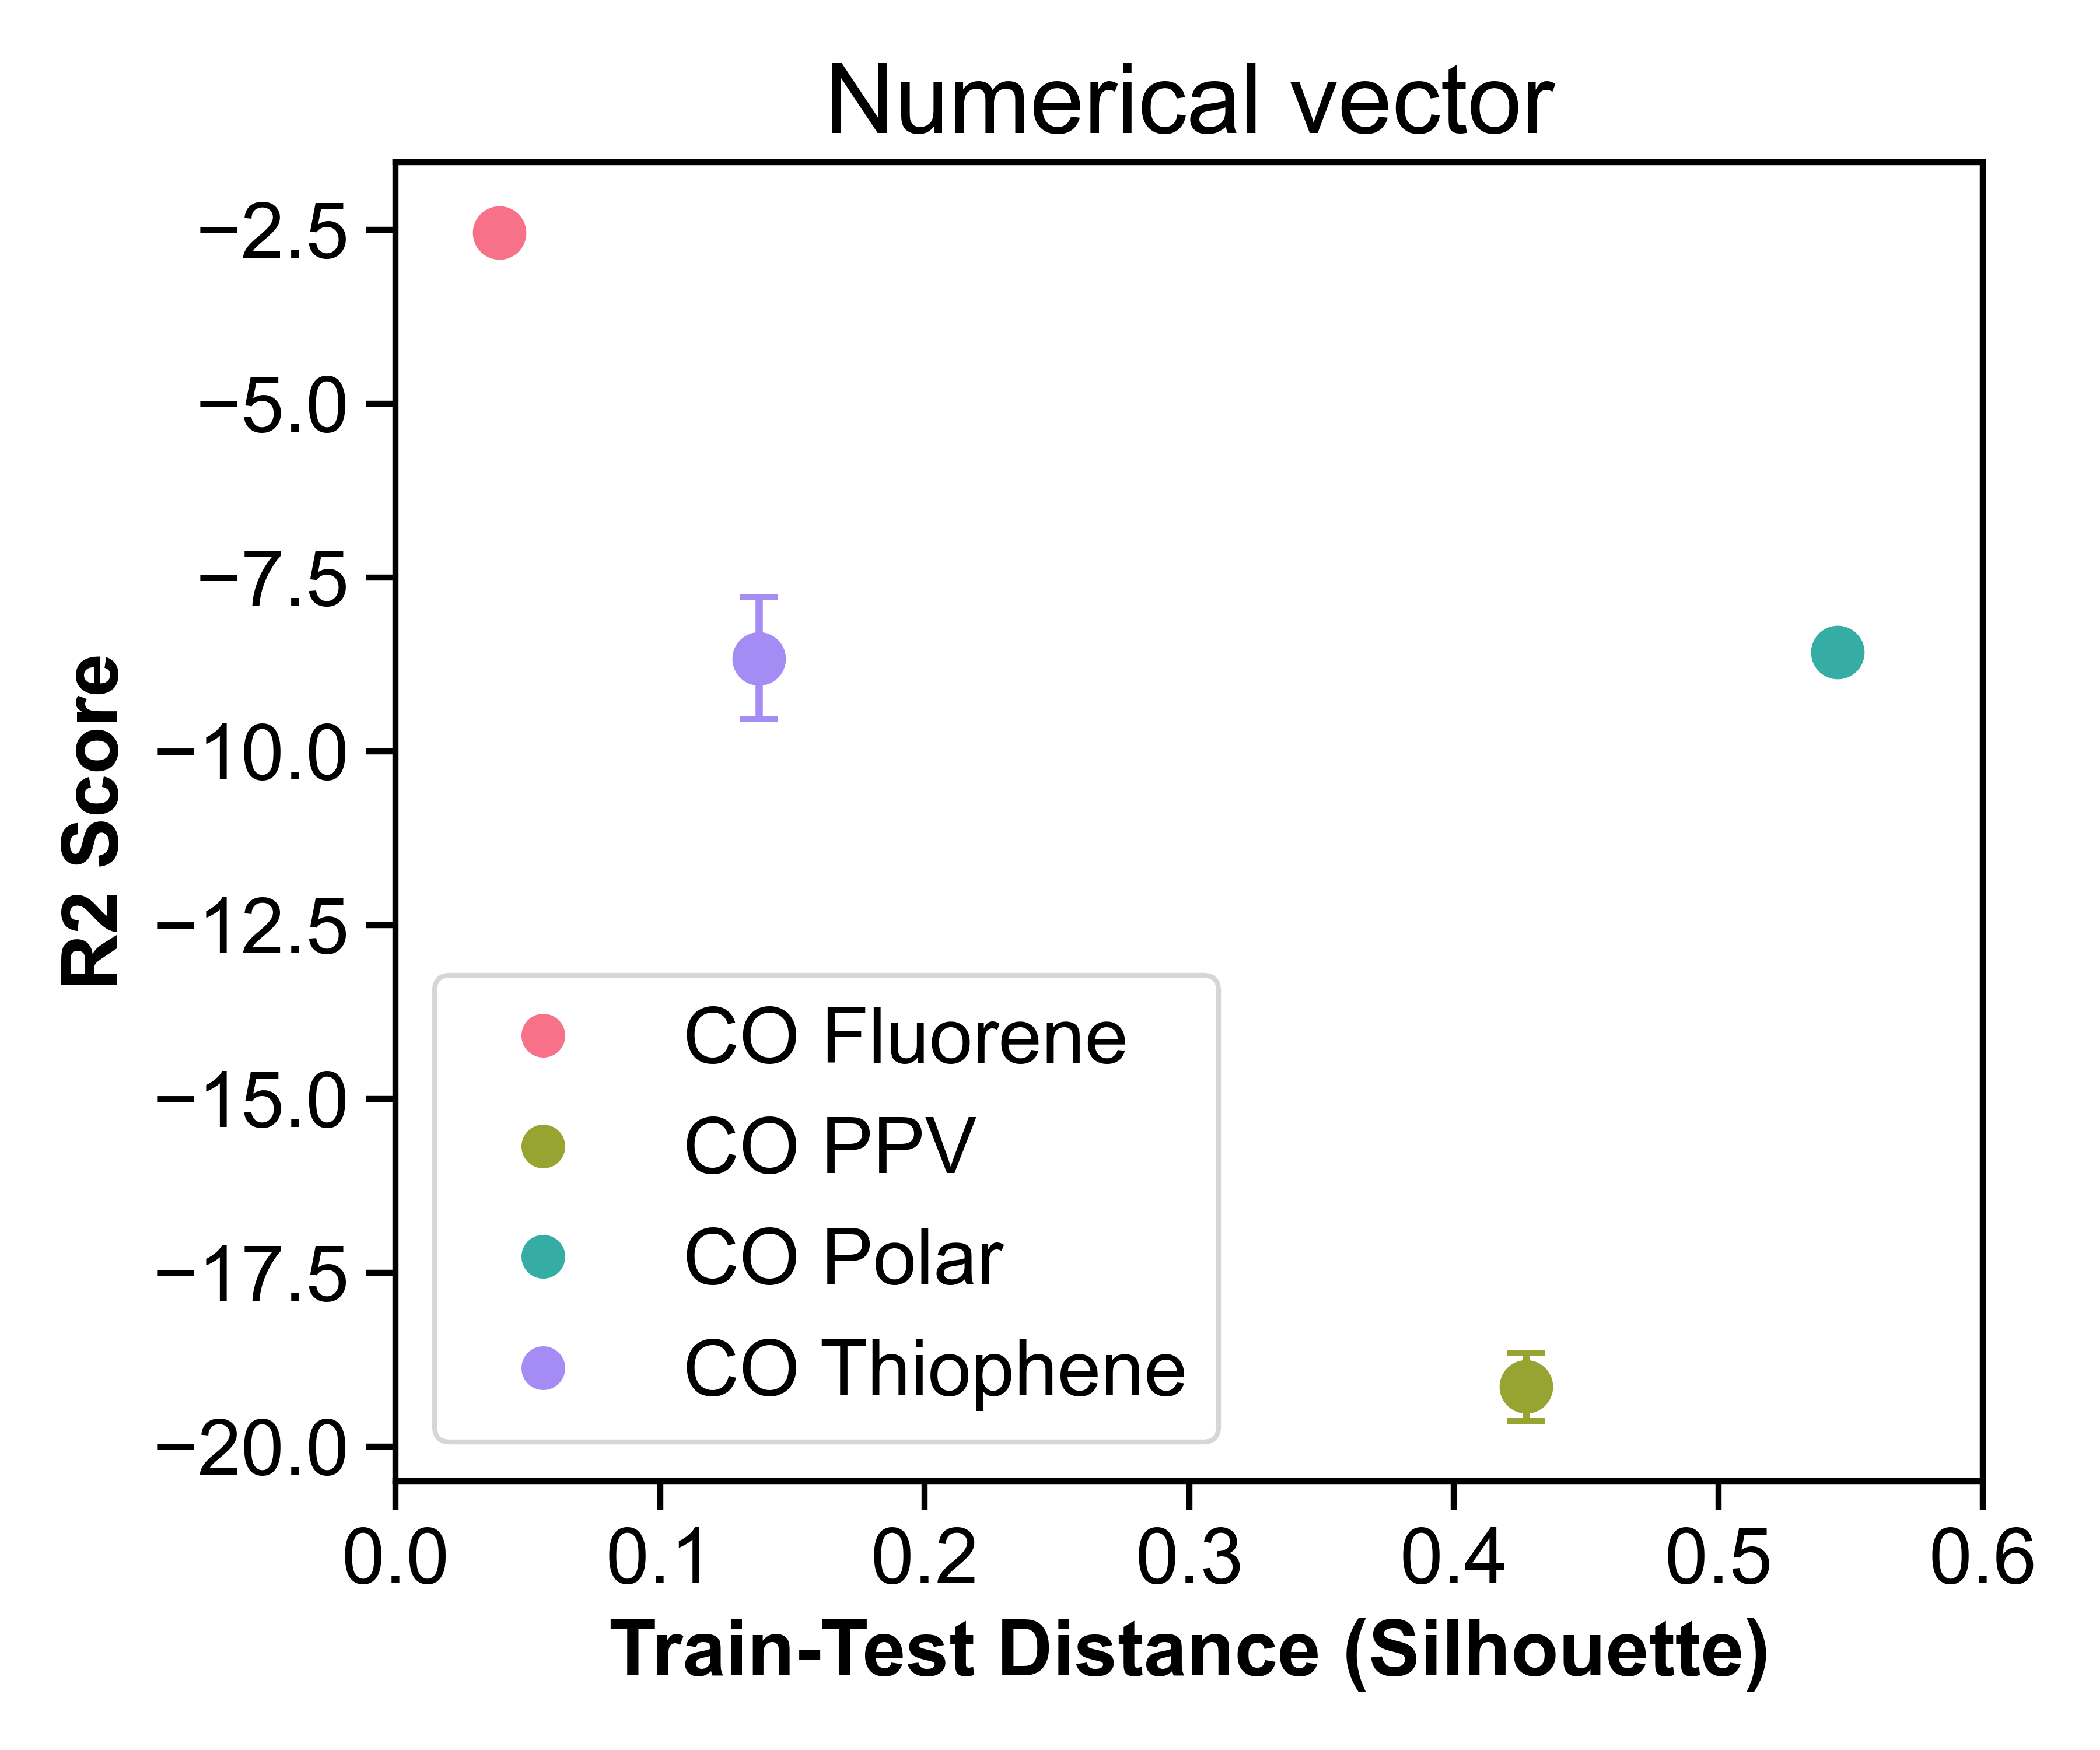 Numerical vector
R2 Score
−2.5
−5.0
−7.5
−10.0
−12.5
−15.0
−17.5
−20.0
CO Fluorene
CO PPV
CO Polar
CO Thiophene
0.0 0.1 0.2 0.3 0.4 0.5 0.6
Train-Test Distance (Silhouette)